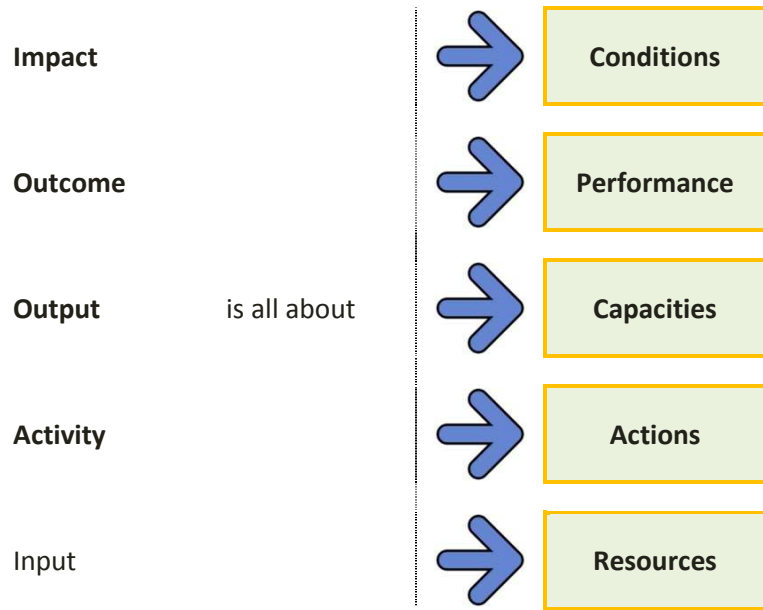 Impact Conditions
Outcome Performance
Output is all about Capacities
Activity Actions
Input Resources